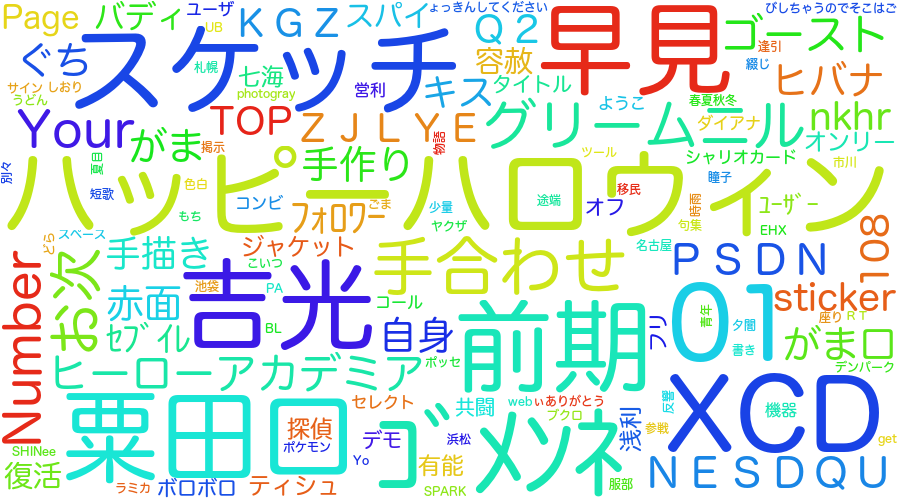 Page
バディ
ユーザ
UB
ＫＧＺ
スパイ
ょっきんしてください
Ｑ２
ゴースト
びしちゃうのでそこはご
ぐち
札幌
スケッチ
早見
逢引
綴じ
サイン
しおり
うどん
七海
photogray
営利
キス
容赦
タイトル
ようこ
春夏秋冬
ヒバナ
Your
がま
TOP
ＺＪＬＹＥ
グリームニル
ダイアナ
nkhr
オンリー
掲示
物語
別々
夏目
手作り
ツール
シャリオカード
市川
ハッピーハロウィン
短歌
色白
コンビ
ﾌｫﾛﾜｰ
ごま
少量
途端
オフ
移民
瞳子
時雨
ﾕｰｻﾞｰ
もち
ヤクザ
句集
EHX
108
スペース
どら
手描き
ジャケット
手合わせ
名古屋
ＰＳＤＮ
こいつ
Number
お次
赤面
池袋
PA
吉光
コール
前期
01
sticker
青年
座り
ＲＴ
ｾﾌﾞｲﾚ
BL
自身
フリ
夕闇
がま口
ヒーローアカデミア
ポッセ
書き
デンパーク
粟田口
セレクト
共闘
web
ぃありがとう
反響
XCD
探偵
ブクロ
浅利
機器
SHINee
ポケモン
デモ
浜松
ｺﾞﾒﾝﾈ
参戦
get
復活
Yo
有能
ＮＥＳＤＱＵ
ラミカ
ボロボロ
ティシュ
SPARK
服部